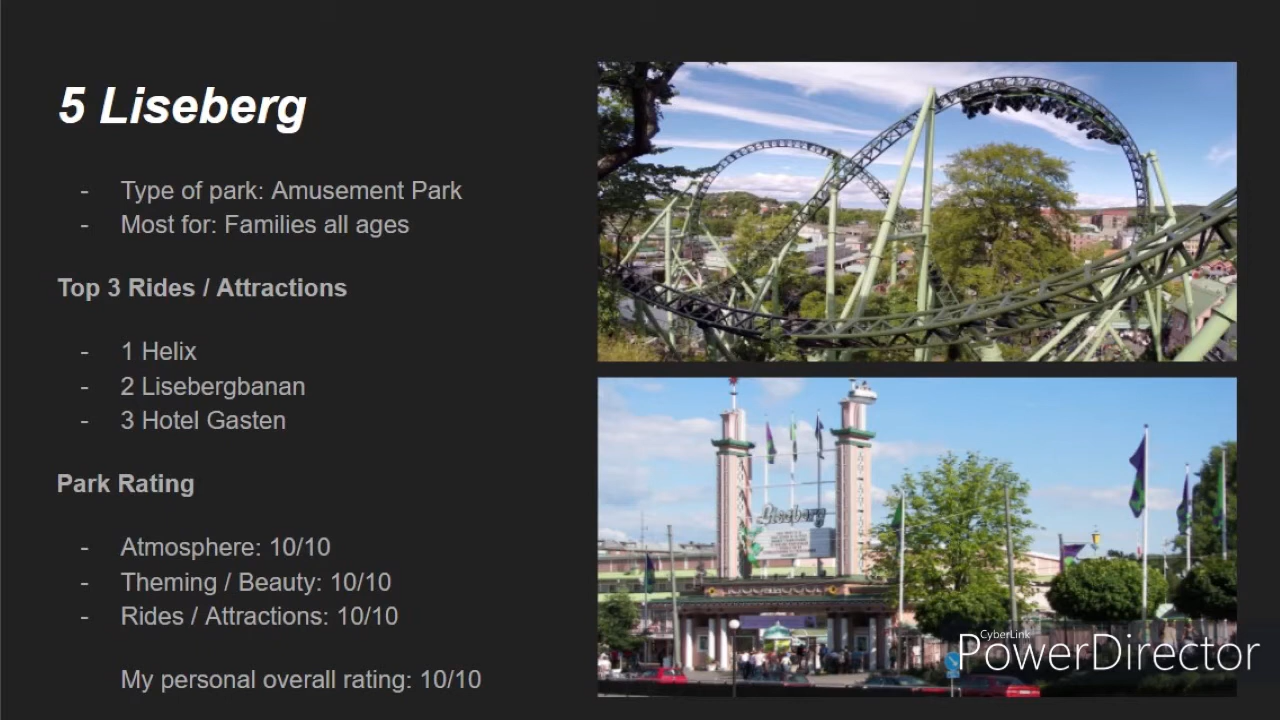 5 Liseberg
- Type of park: Amusement Park
- Most for: Families all ages
Top 3 Rides / Attractions
- 1 Helix
- 2 Lisebergbanan
- 3 Hotel Gasten
Park Rating
- Atmosphere: 10/10
- Theming / Beauty: 10/10
- Rides / Attractions: 10/10
My personal overall rating: 10/10
Liseberg
CyberLink
PowerDirector